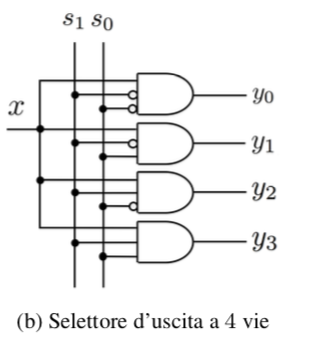 s₁ s₀
x
y₀
y₁
y₂
y₃
(b) Selettore d'uscita a 4 vie